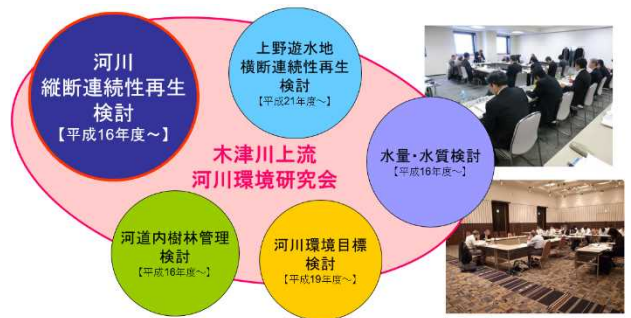 河川
縦断連続性再生
検討
【平成16年度～】
上野遊水地
横断連続性再生
検討
【平成21年度～】
木津川上流
河川環境研究会
水量・水質検討
【平成16年度～】
河道内樹林管理
検討
【平成16年度～】
河川環境目標
検討
【平成19年度～】